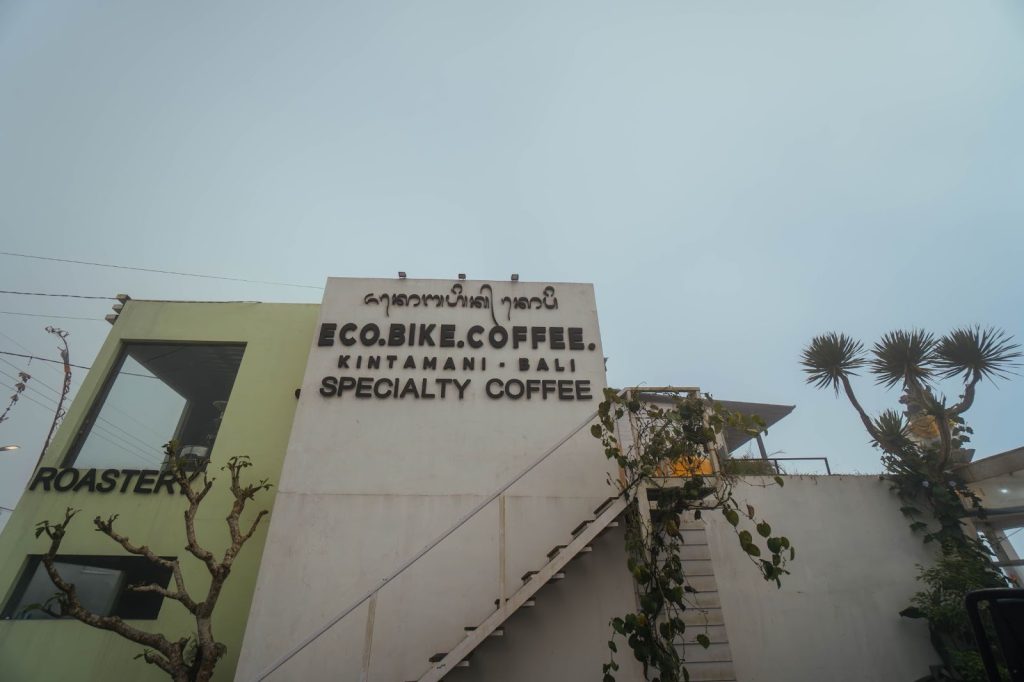 ECO.BIKE.COFFEE.
KINTAMANI - BALI
SPECIALTY COFFEE
ROASTERY